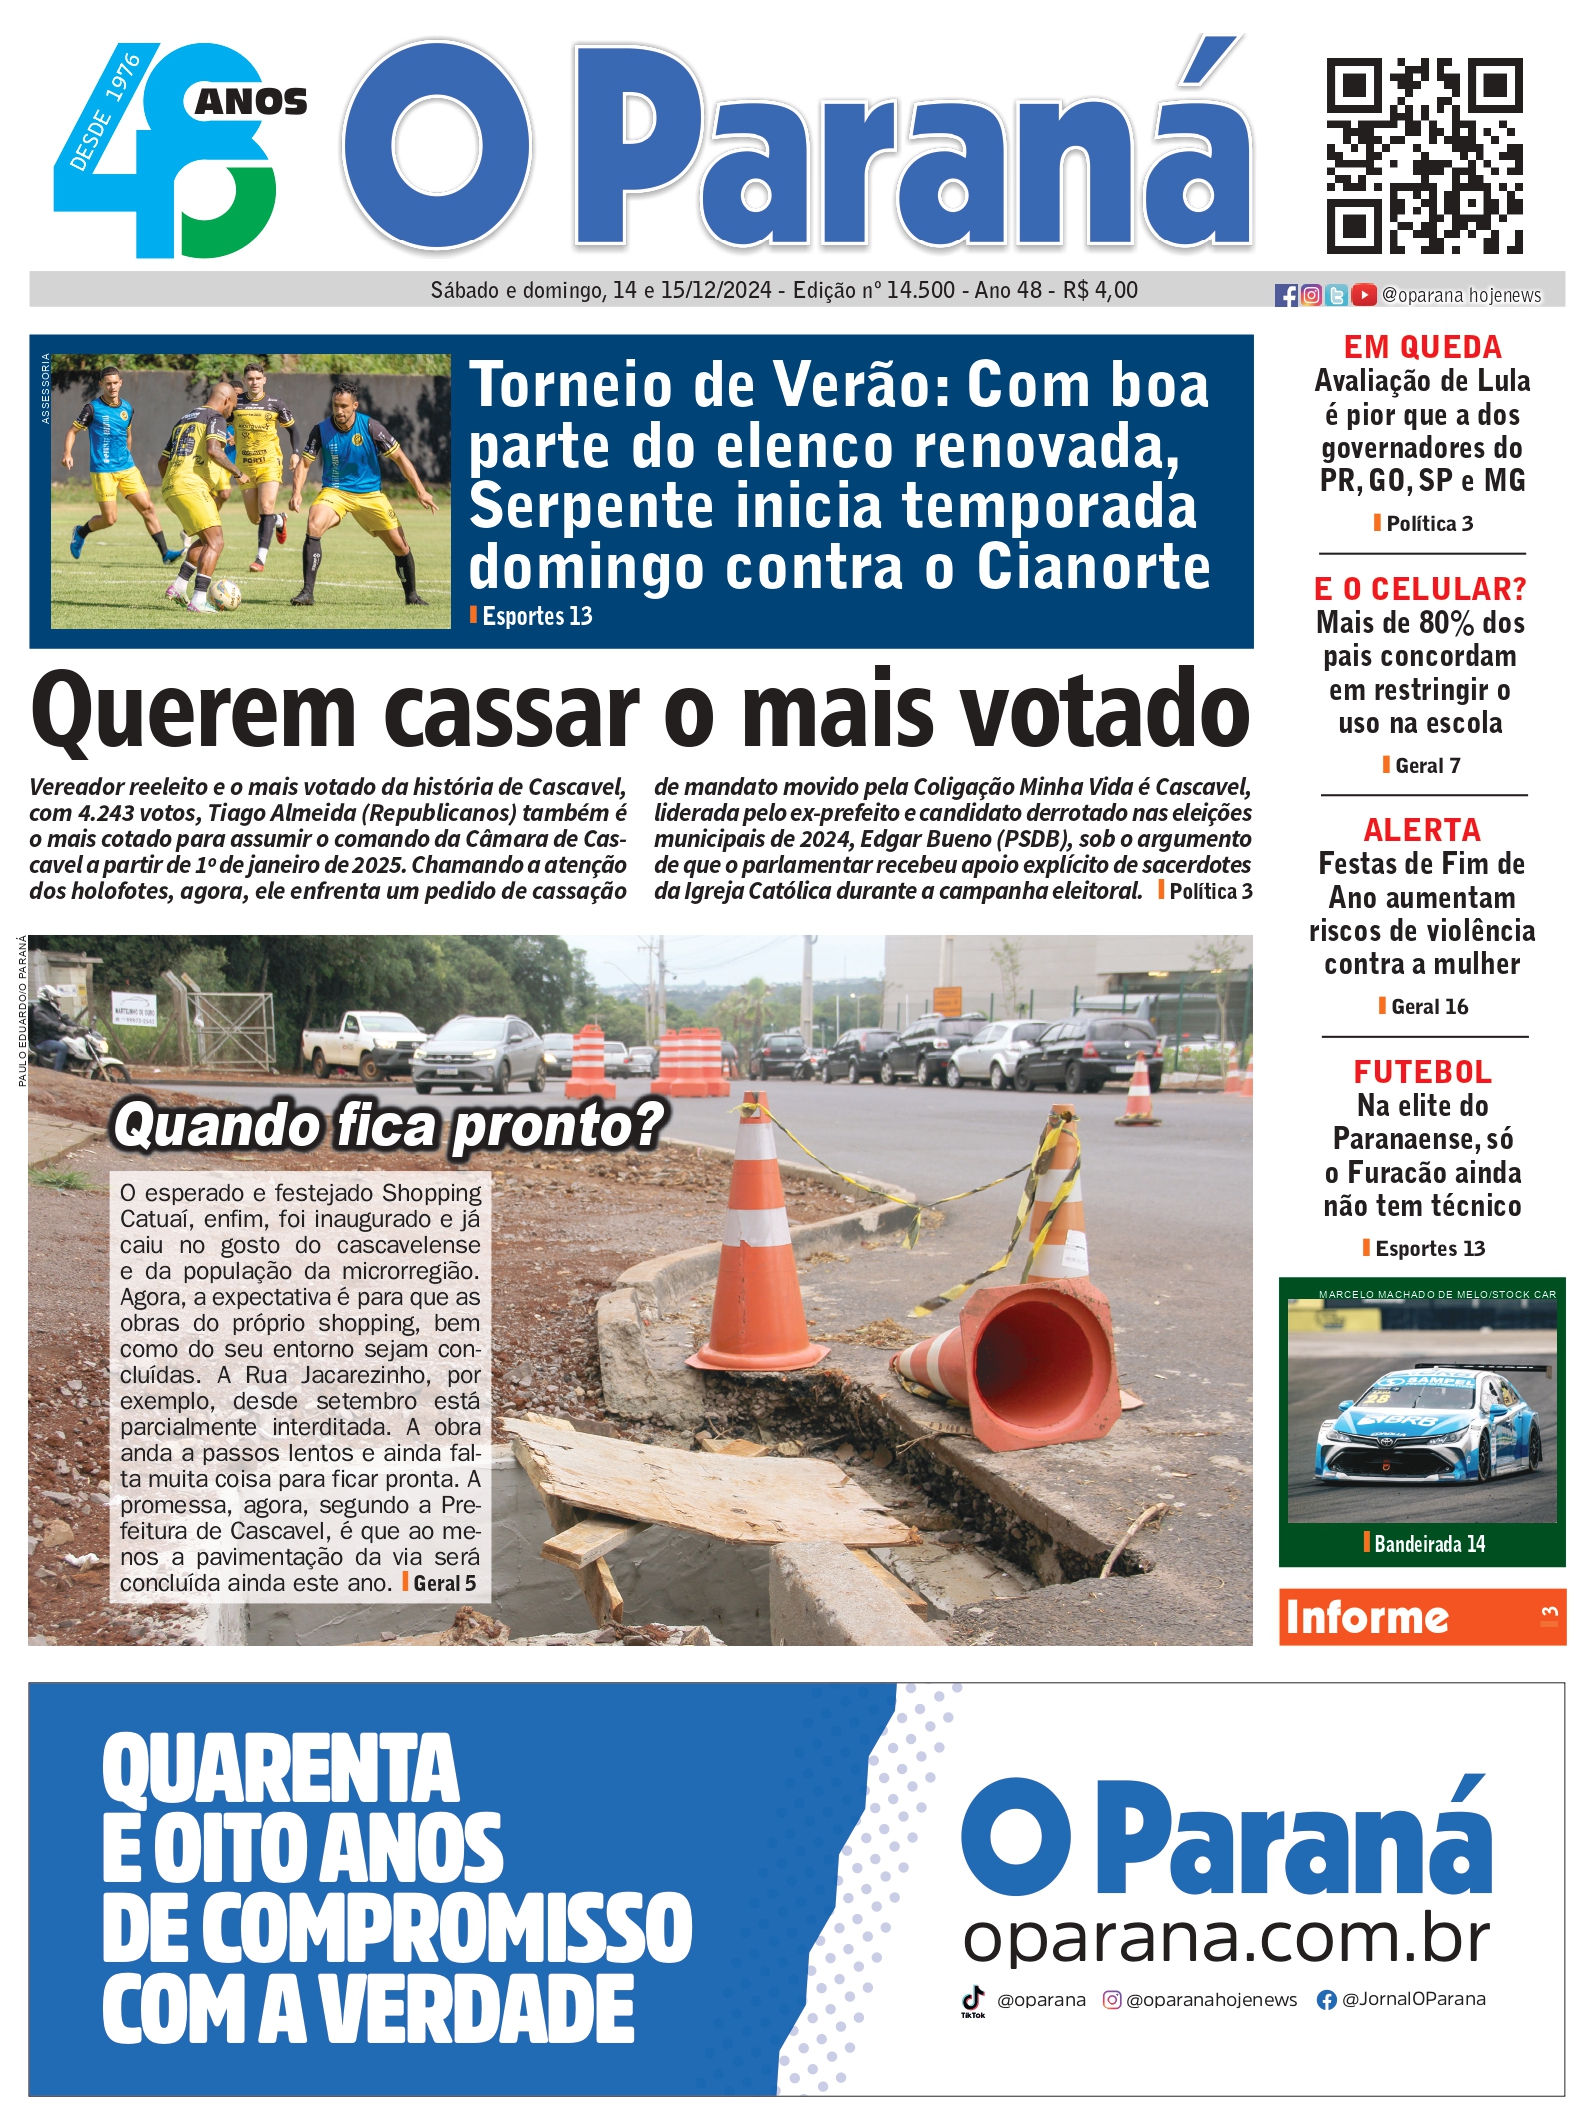 DESDE 1976
48
ANOS
O Paraná
Sábado e domingo, 14 e 15/12/2024 - Edição nº 14.500 - Ano 48 - R$ 4,00
@oparana hojenews
ASSESSORIA
Torneio de Verão: Com boa
parte do elenco renovada,
Serpente inicia temporada
domingo contra o Cianorte
Esportes 13
Querem cassar o mais votado
Vereador reeleito e o mais votado da história de Cascavel,
com 4.243 votos, Tiago Almeida (Republicanos) também é
o mais cotado para assumir o comando da Câmara de Cas-
cavel a partir de 1º de janeiro de 2025. Chamando a atenção
dos holofotes, agora, ele enfrenta um pedido de cassação
de mandato movido pela Coligação Minha Vida é Cascavel,
liderada pelo ex-prefeito e candidato derrotado nas eleições
municipais de 2024, Edgar Bueno (PSDB), sob o argumento
de que o parlamentar recebeu apoio explícito de sacerdotes
da Igreja Católica durante a campanha eleitoral. Política 3
PAULO EDUARDO/O PARANÁ
MARTELINHO DE OURO
Quando fica pronto?
O esperado e festejado Shopping
Catuaí, enfim, foi inaugurado e já
caiu no gosto do cascavelense
e da população da microrregião.
Agora, a expectativa é para que as
obras do próprio shopping, bem
como do seu entorno sejam con-
cluídas. A Rua Jacarezinho, por
exemplo, desde setembro está
parcialmente interditada. A obra
anda a passos lentos e ainda fal-
ta muita coisa para ficar pronta. A
promessa, agora, segundo a Pre-
feitura de Cascavel, é que ao me-
nos a pavimentação da via será
concluída ainda este ano. Geral 5
EM QUEDA
Avaliação de Lula
é pior que a dos
governadores do
PR, GO, SP e MG
Política 3
E O CELULAR?
Mais de 80% dos
pais concordam
em restringir o
uso na escola
Geral 7
ALERTA
Festas de Fim de
Ano aumentam
riscos de violência
contra a mulher
Geral 16
FUTEBOL
Na elite do
Paranaense, só
o Furacão ainda
não tem técnico
Esportes 13
MARCELO MACHADO DE MELO/STOCK CAR
SAMPEL
28
BRB
COROLLA
Bandeirada 14
Informe
3
QUARENTA
E OITO ANOS
DE COMPROMISSO
COM A VERDADE
O Paraná
oparana.com.br
TikTok
@oparana
@oparanahojenews
@JornalOParana